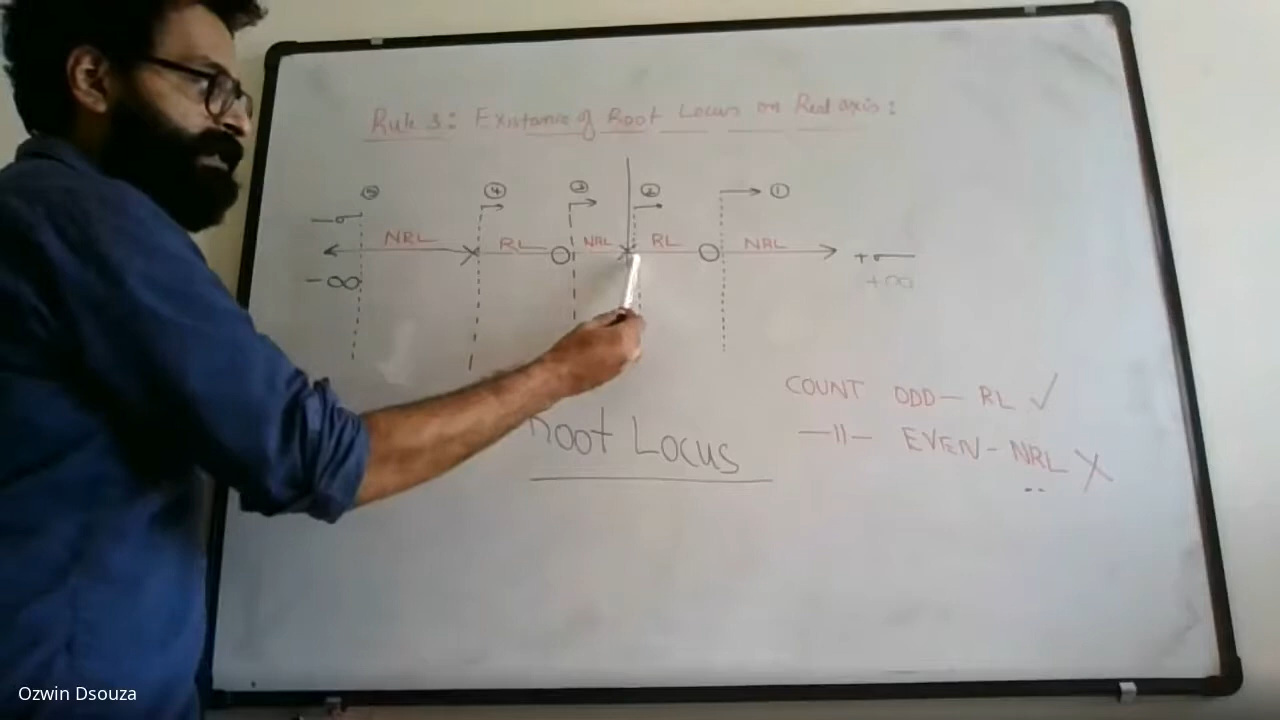 Rule 3: Existance of Root Locus on Real axis:
⑤ ④ ③ ② ①
-σ NRL × RL O NRL × RL O NRL +σ
-∞ +∞
COUNT ODD — RL ✓
Root Locus
—11— EVEN - NRL X
Ozwin Dsouza